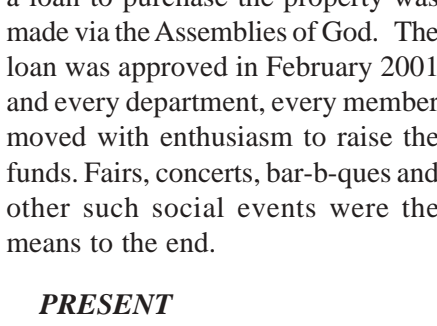 a loan to purchase the property was
made via the Assemblies of God. The
loan was approved in February 2001
and every department, every member
moved with enthusiasm to raise the
funds. Fairs, concerts, bar-b-ques and
other such social events were the
means to the end.
PRESENT